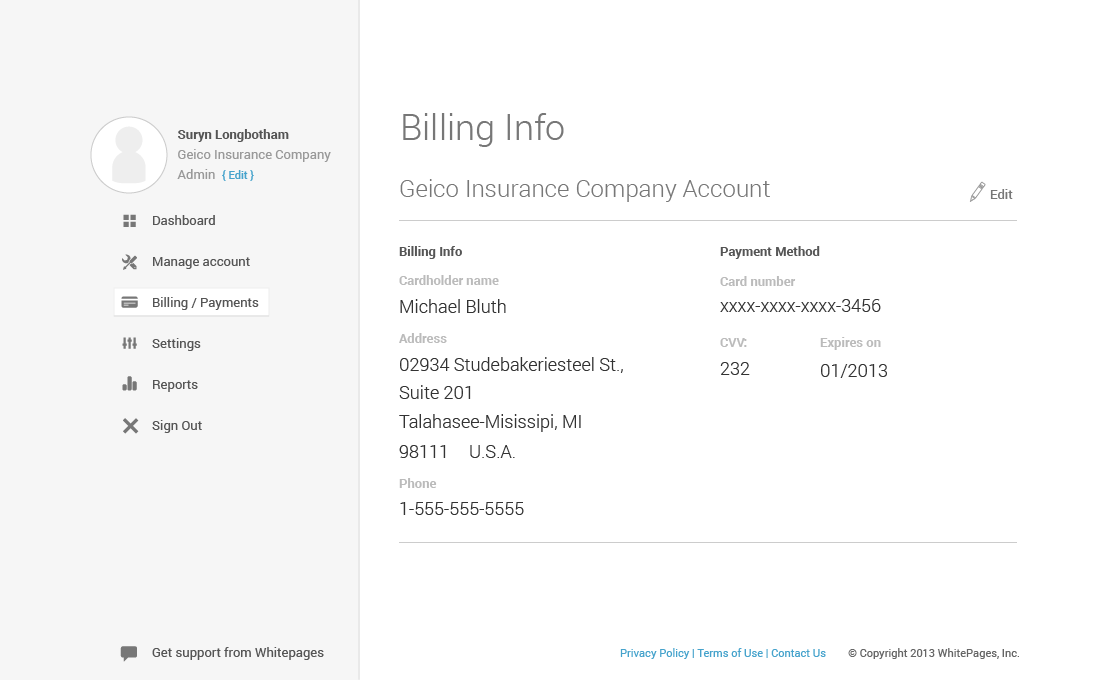 Suryn Longbotham
Geico Insurance Company
Admin { Edit }
Dashboard
Manage account
Billing / Payments
Settings
Reports
Sign Out
Get support from Whitepages
Billing Info
Geico Insurance Company Account
Edit
Billing Info
Cardholder name
Michael Bluth
Address
02934 Studebakeriesteel St.,
Suite 201
Talahasee-Misissipi, MI
98111 U.S.A.
Phone
1-555-555-5555
Payment Method
Card number
xxxx-xxxx-xxxx-3456
CVV: Expires on
232 01/2013
Privacy Policy | Terms of Use | Contact Us © Copyright 2013 WhitePages, Inc.